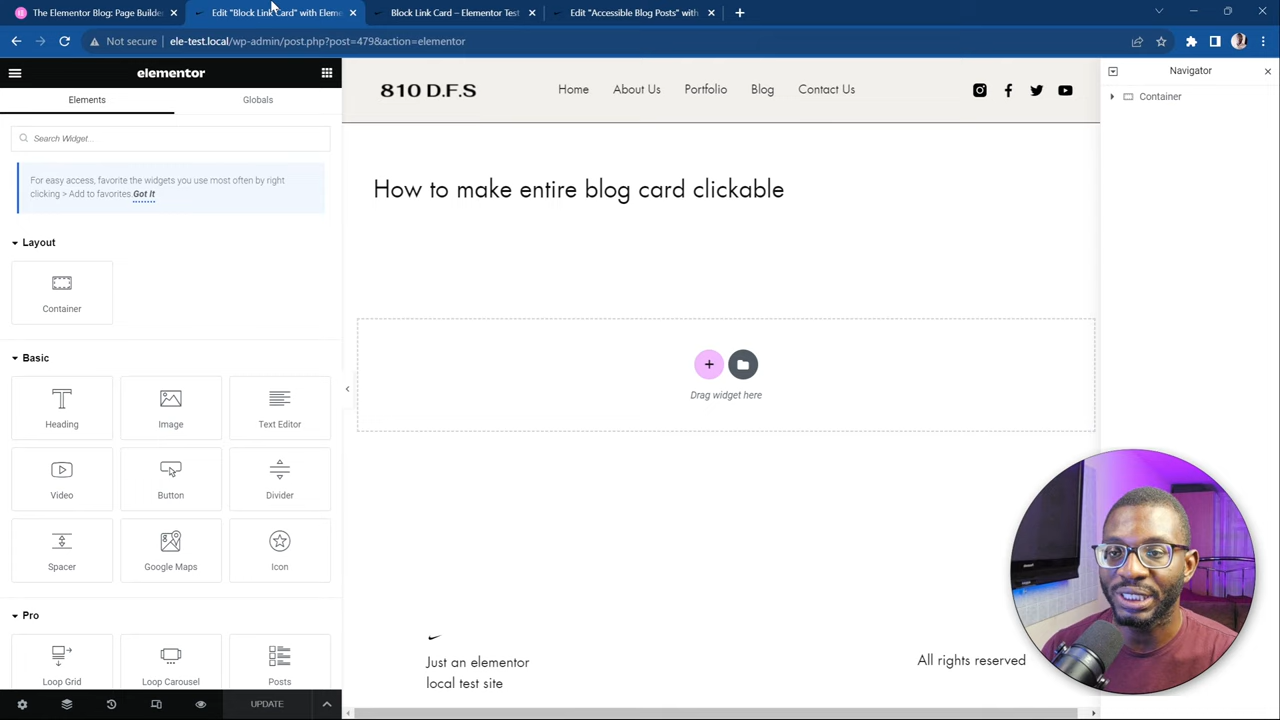 The Elementor Blog: Page Builder
Edit "Block Link Card" with Eleme
Block Link Card – Elementor Test
Edit "Accessible Blog Posts" with
Not secure
ele-test.local/wp-admin/post.php?post=479&action=elementor
elementor
Elements
Globals
Search Widget...
For easy access, favorite the widgets you use most often by right
clicking > Add to favorites Got It
Layout
Container
Basic
Heading
Image
Text Editor
Video
Button
Divider
Spacer
Google Maps
Icon
Pro
Loop Grid
Loop Carousel
Posts
UPDATE
810 D.F.S
Home
About Us
Portfolio
Blog
Contact Us
How to make entire blog card clickable
Drag widget here
Just an elementor
local test site
All rights reserved
Navigator
Container